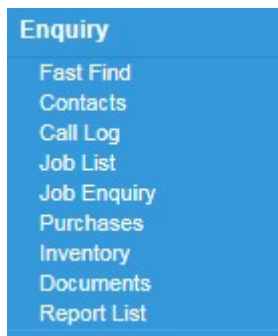 Enquiry
Fast Find
Contacts
Call Log
Job List
Job Enquiry
Purchases
Inventory
Documents
Report List